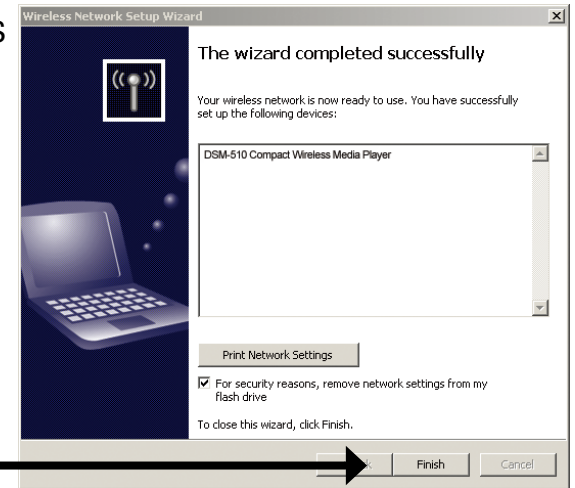 Wireless Network Setup Wizard
The wizard completed successfully
Your wireless network is now ready to use. You have successfully
set up the following devices:
DSM-510 Compact Wireless Media Player
Print Network Settings
For security reasons, remove network settings from my
flash drive
To close this wizard, click Finish.
Finish
Cancel